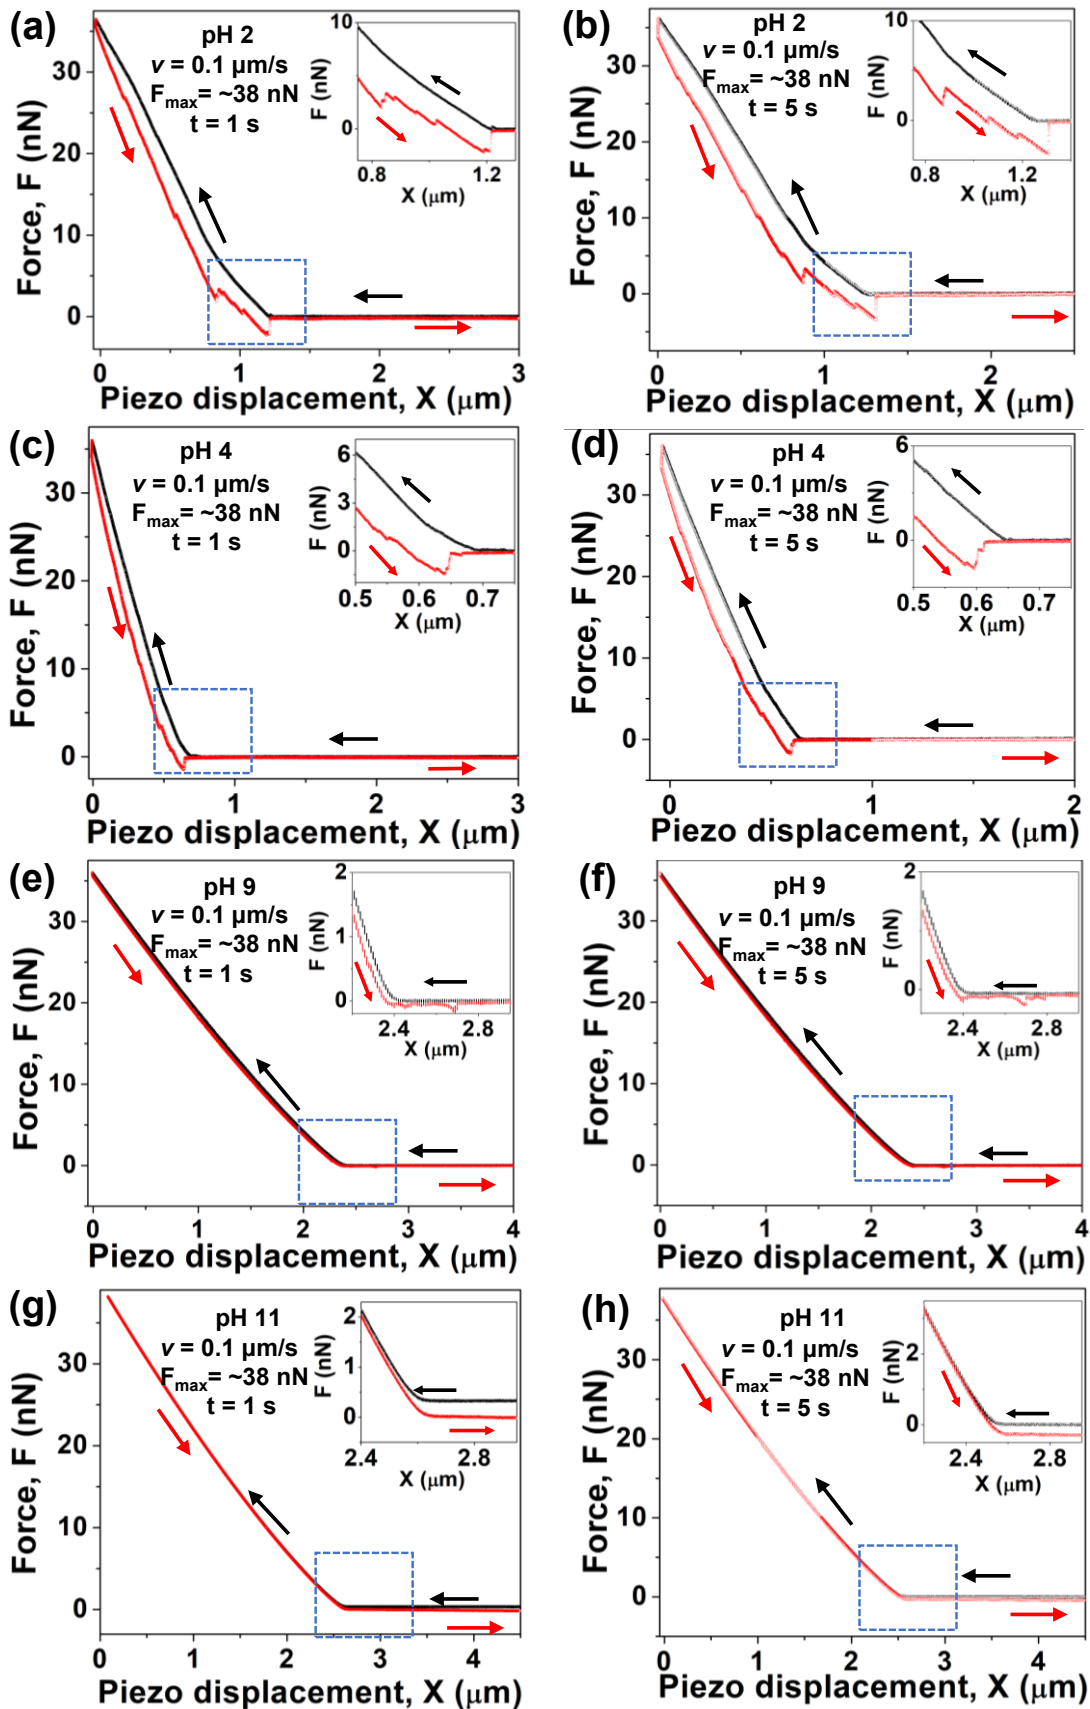 (a)
pH 2
v = 0.1 μm/s
Fmax= ~38 nN
t = 1 s
Force, F (nN)
30
20
10
0
0
1
2
3
Piezo displacement, X (μm)
F (nN)
10
0
0.8
1.2
X (μm)
(b)
pH 2
v = 0.1 μm/s
Fmax= ~38 nN
t = 5 s
Force, F (nN)
30
20
10
0
0
1
2
Piezo displacement, X (μm)
F (nN)
10
0
0.8
1.2
X (μm)
(c)
pH 4
v = 0.1 μm/s
Fmax= ~38 nN
t = 1 s
Force, F (nN)
30
20
10
0
0
1
2
3
Piezo displacement, X (μm)
F (nN)
6
3
0
0.5
0.6
0.7
X (μm)
(d)
pH 4
v = 0.1 μm/s
Fmax= ~38 nN
t = 5 s
Force, F (nN)
30
20
10
0
0
1
2
Piezo displacement, X (μm)
F (nN)
6
0
0.5
0.6
0.7
X (μm)
(e)
pH 9
v = 0.1 μm/s
Fmax= ~38 nN
t = 1 s
Force, F (nN)
30
20
10
0
0
1
2
3
4
Piezo displacement, X (μm)
F (nN)
2
1
0
2.4
2.8
X (μm)
(f)
pH 9
v = 0.1 μm/s
Fmax= ~38 nN
t = 5 s
Force, F (nN)
30
20
10
0
0
1
2
3
4
Piezo displacement, X (μm)
F (nN)
2
0
2.4
2.8
X (μm)
(g)
pH 11
v = 0.1 μm/s
Fmax= ~38 nN
t = 1 s
Force, F (nN)
30
20
10
0
0
1
2
3
4
Piezo displacement, X (μm)
F (nN)
2
1
0
2.4
2.8
X (μm)
(h)
pH 11
v = 0.1 μm/s
Fmax= ~38 nN
t = 5 s
Force, F (nN)
30
20
10
0
0
1
2
3
4
Piezo displacement, X (μm)
F (nN)
2
0
2.4
2.8
X (μm)